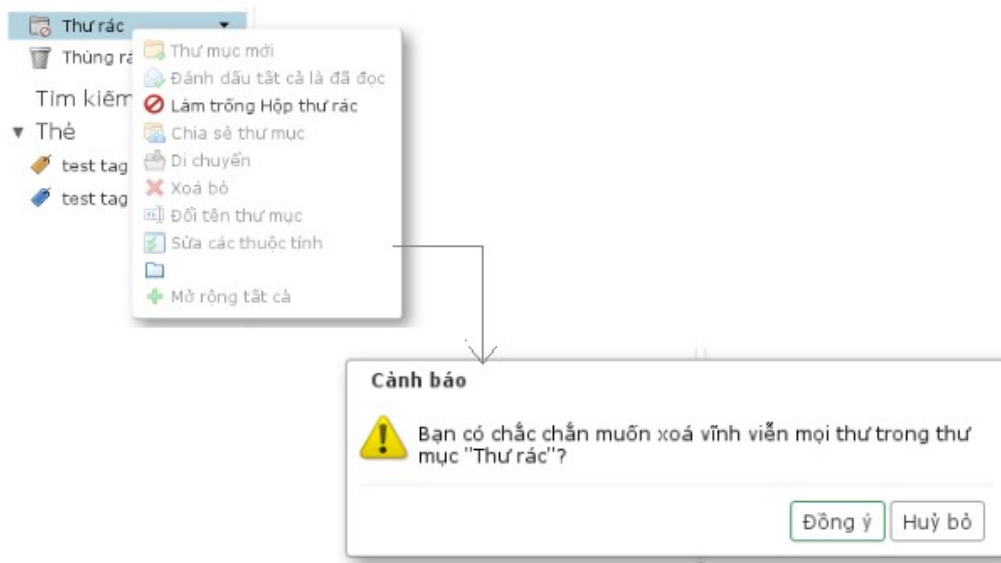 Thư rác
Thùng rá
Tìm kiếm
Thẻ
test tag
test tag
Thư mục mới
Đánh dấu tất cả là đã đọc
Làm trống Hộp thư rác
Chia sẻ thư mục
Di chuyển
Xoá bỏ
Đổi tên thư mục
Sửa các thuộc tính
Mở rộng tất cả
Cảnh báo
Bạn có chắc chắn muốn xoá vĩnh viễn mọi thư trong thư
mục "Thư rác"?
Đồng ý
Huỷ bỏ